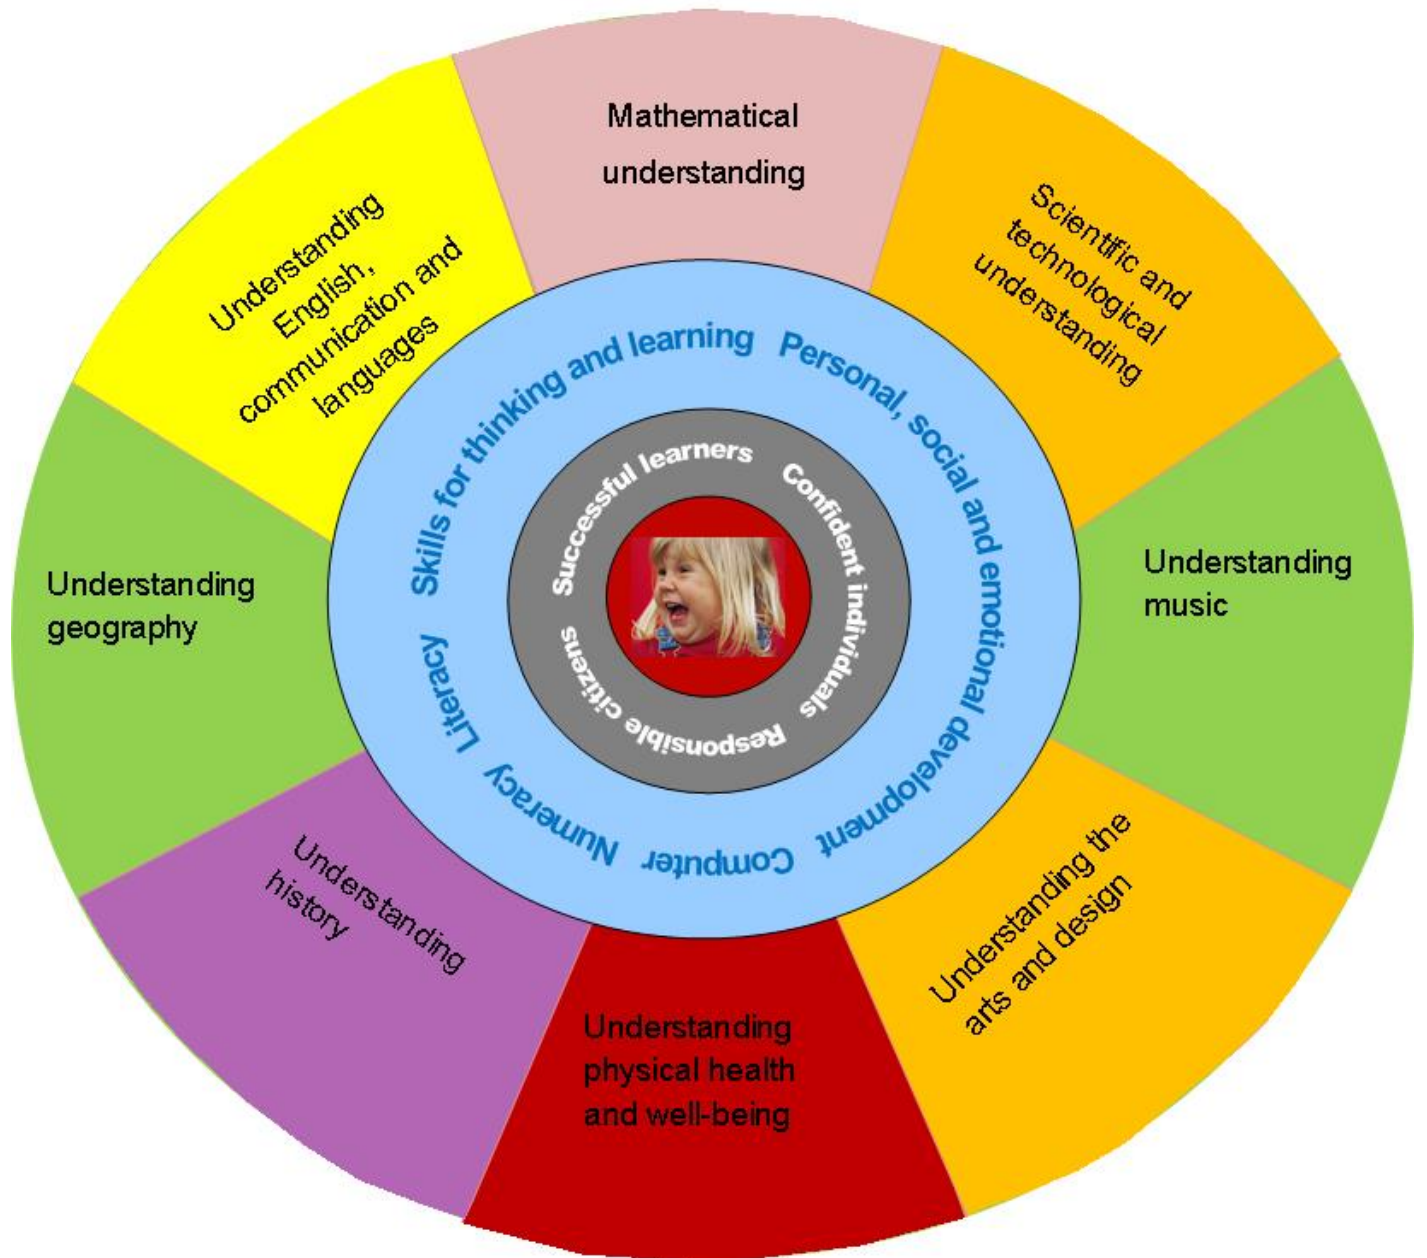 Mathematical
understanding
Scientific and
technological
understanding
Understanding
music
Understanding the
arts and design
Understanding
physical health
and well-being
Understanding
history
Understanding
geography
Understanding
English,
communication and
languages
Skills for thinking and learning
Personal, social and emotional development
Computer
Numeracy
Literacy
Successful learners
Confident individuals
Responsible citizens